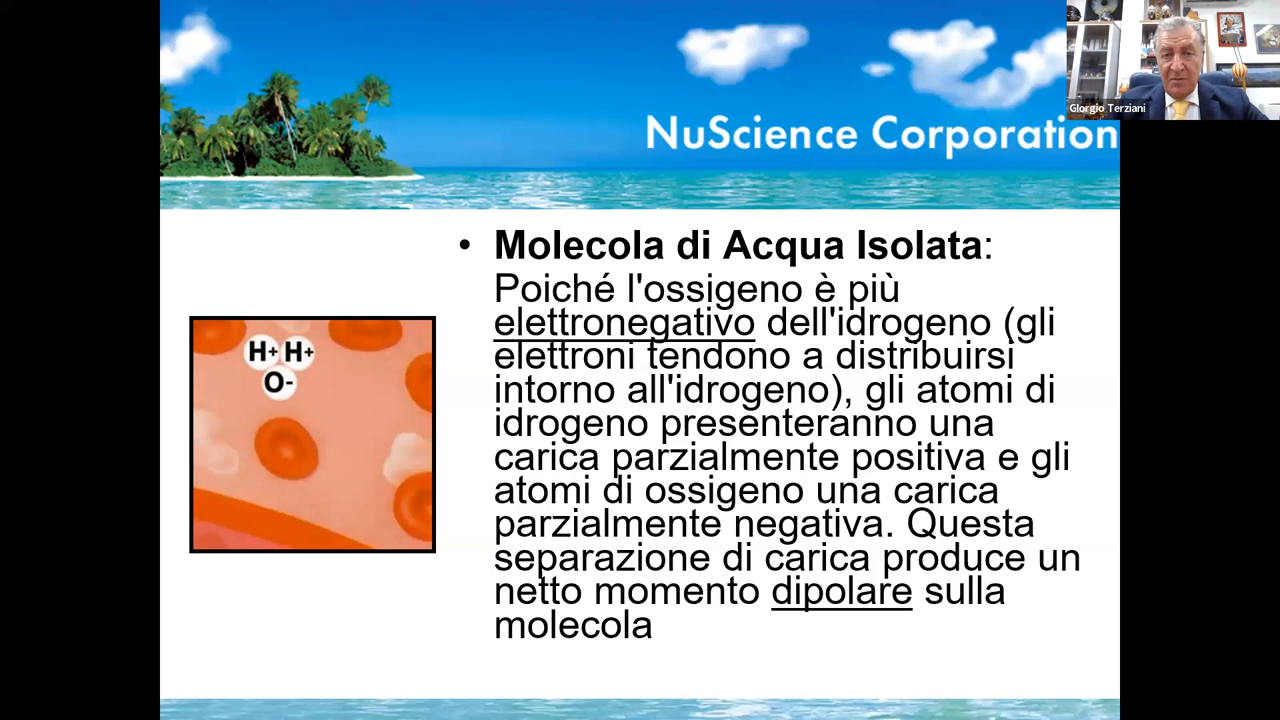 Giorgio Terziani
NuScience Corporation
• Molecola di Acqua Isolata:
Poiché l'ossigeno è più
elettronegativo dell'idrogeno (gli
elettroni tendono a distribuirsi
intorno all'idrogeno), gli atomi di
idrogeno presenteranno una
carica parzialmente positiva e gli
atomi di ossigeno una carica
parzialmente negativa. Questa
separazione di carica produce un
netto momento dipolare sulla
molecola
H+ H+
O-